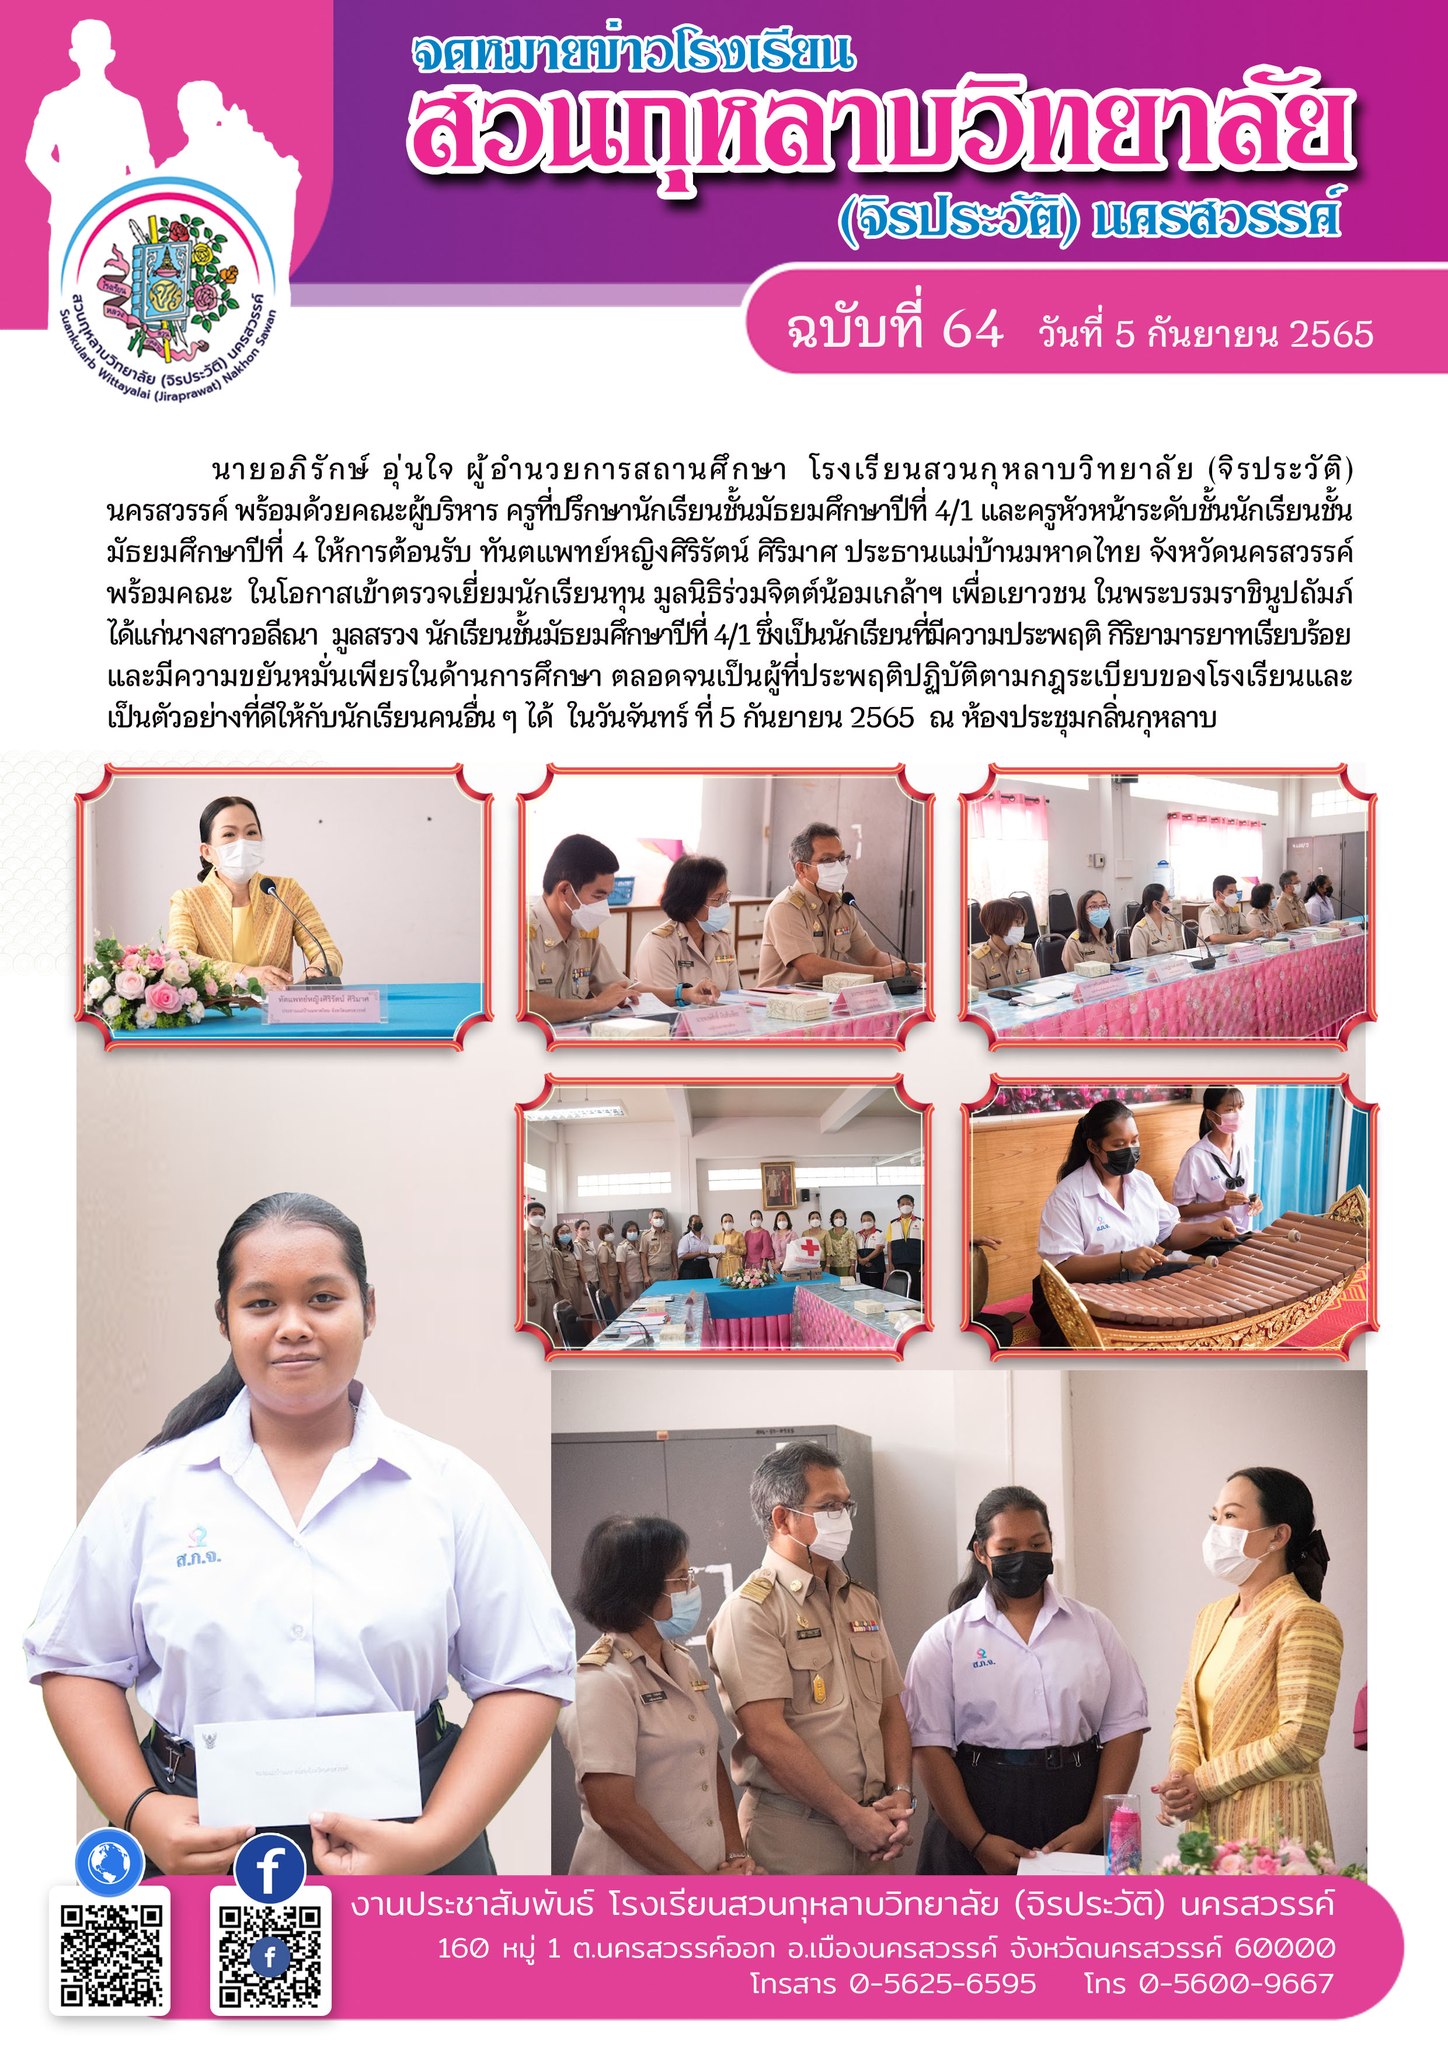 จดหมายข่าวโรงเรียน
สวนกุหลาบวิทยาลัย
(จิรประวัติ) นครสวรรค์
สวนกุหลาบวิทยาลัย (จิรประวัติ) นครสวรรค์
Suankularb Wittayalai (Jiraprawat) Nakhon Sawan
ฉบับที่ 64 วันที่ 5 กันยายน 2565
นายอภิรักษ์ อุ่นใจ ผู้อำนวยการสถานศึกษา โรงเรียนสวนกุหลาบวิทยาลัย (จิรประวัติ)
นครสวรรค์ พร้อมด้วยคณะผู้บริหาร ครูที่ปรึกษานักเรียนชั้นมัธยมศึกษาปีที่ 4/1 และครูหัวหน้าระดับชั้นนักเรียนชั้น
มัธยมศึกษาปีที่ 4 ให้การต้อนรับ ทันตแพทย์หญิงศิริรัตน์ ศิริมาศ ประธานแม่บ้านมหาดไทย จังหวัดนครสวรรค์
พร้อมคณะ ในโอกาสเข้าตรวจเยี่ยมนักเรียนทุน มูลนิธิร่วมจิตต์น้อมเกล้าฯ เพื่อเยาวชน ในพระบรมราชินูปถัมภ์
ได้แก่นางสาวอลีณา มูลสรวง นักเรียนชั้นมัธยมศึกษาปีที่ 4/1 ซึ่งเป็นนักเรียนที่มีความประพฤติ กิริยามารยาทเรียบร้อย
และมีความขยันหมั่นเพียรในด้านการศึกษา ตลอดจนเป็นผู้ที่ประพฤติปฏิบัติตามกฎระเบียบของโรงเรียนและ
เป็นตัวอย่างที่ดีให้กับนักเรียนคนอื่น ๆ ได้ ในวันจันทร์ ที่ 5 กันยายน 2565 ณ ห้องประชุมกลิ่นกุหลาบ
ทัตแพทย์หญิงศิริรัตน์ ศิริมาศ
ประธานแม่บ้านมหาดไทย จังหวัดนครสวรรค์
ส.ก.จ.
ส.ก.จ.
ส.ก.จ.
งานประชาสัมพันธ์ โรงเรียนสวนกุหลาบวิทยาลัย (จิรประวัติ) นครสวรรค์
160 หมู่ 1 ต.นครสวรรค์ออก อ.เมืองนครสวรรค์ จังหวัดนครสวรรค์ 60000
โทรสาร 0-5625-6595 โทร 0-5600-9667